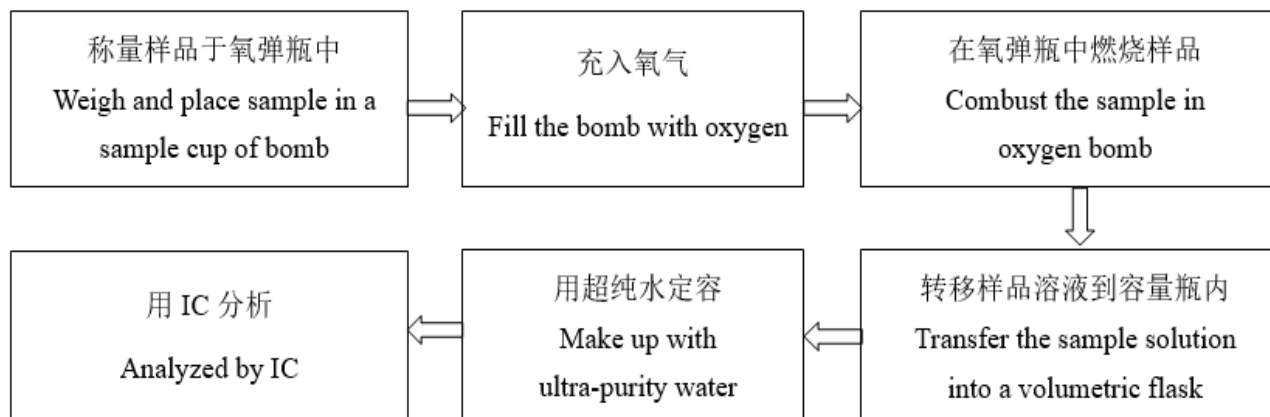 称量样品于氧弹瓶中
Weigh and place sample in a
sample cup of bomb
充入氧气
Fill the bomb with oxygen
在氧弹瓶中燃烧样品
Combust the sample in
oxygen bomb
转移样品溶液到容量瓶内
Transfer the sample solution
into a volumetric flask
用超纯水定容
Make up with
ultra-purity water
用 IC 分析
Analyzed by IC